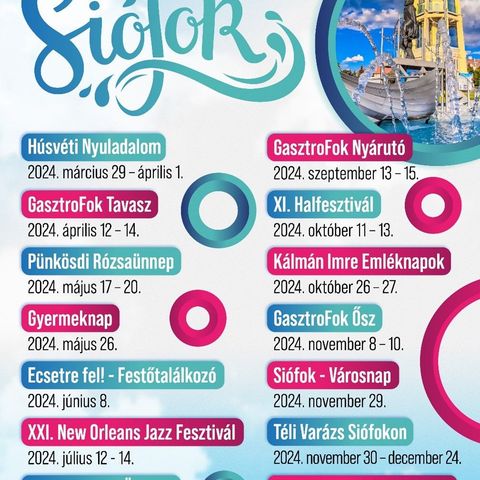 Siófok
Húsvéti Nyuladalom
2024. március 29 – április 1.
GasztroFok Tavasz
2024. április 12 – 14.
Pünkösdi Rózsaünnep
2024. május 17 – 20.
Gyermeknap
2024. május 26.
Ecsetre fel! - Festőtalálkozó
2024. június 8.
XXI. New Orleans Jazz Fesztivál
2024. július 12 - 14.
GasztroFok Nyárutó
2024. szeptember 13 – 15.
XI. Halfesztivál
2024. október 11 – 13.
Kálmán Imre Emléknapok
2024. október 26 – 27.
GasztroFok Ősz
2024. november 8 – 10.
Siófok - Városnap
2024. november 29.
Téli Varázs Siófokon
2024. november 30 – december 24.